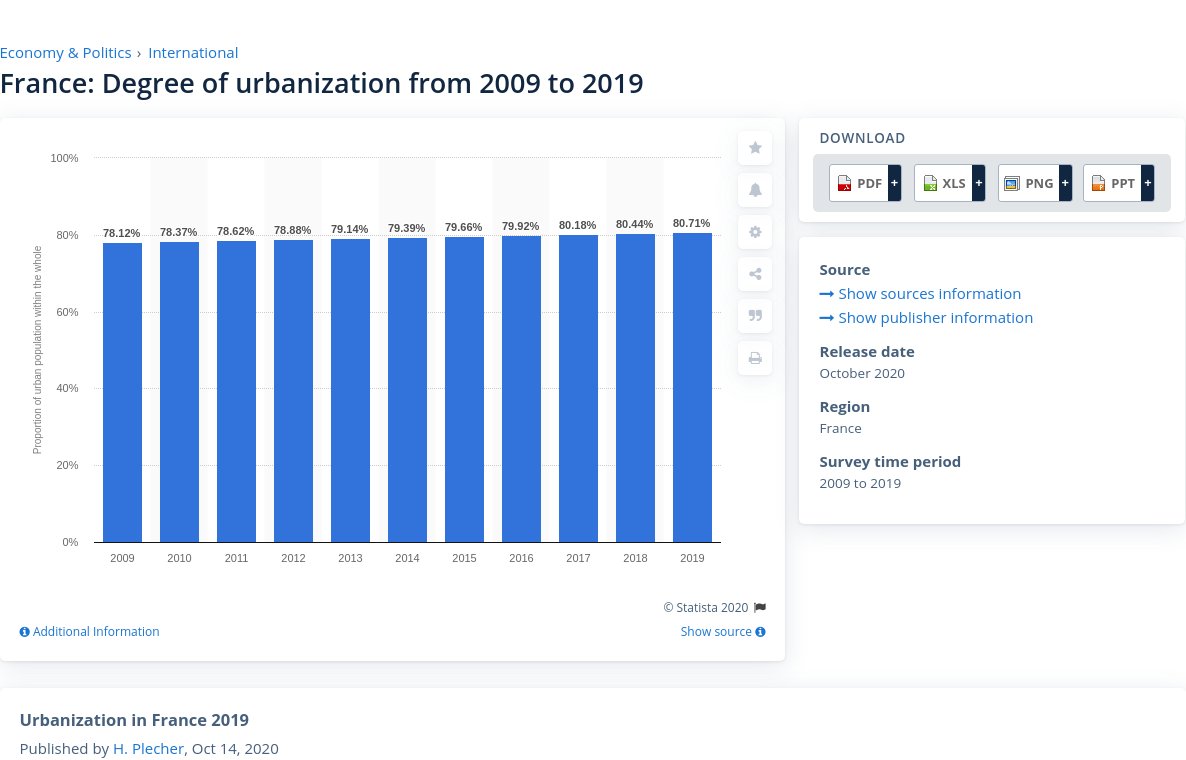 Economy & Politics › International
France: Degree of urbanization from 2009 to 2019
Proportion of urban population within the whole
100%
80%
60%
40%
20%
0%
78.12% 78.37% 78.62% 78.88% 79.14% 79.39% 79.66% 79.92% 80.18% 80.44% 80.71%
2009 2010 2011 2012 2013 2014 2015 2016 2017 2018 2019
© Statista 2020
Additional Information
Show source
DOWNLOAD
PDF + XLS + PNG + PPT +
Source
Show sources information
Show publisher information
Release date
October 2020
Region
France
Survey time period
2009 to 2019
Urbanization in France 2019
Published by H. Plecher, Oct 14, 2020